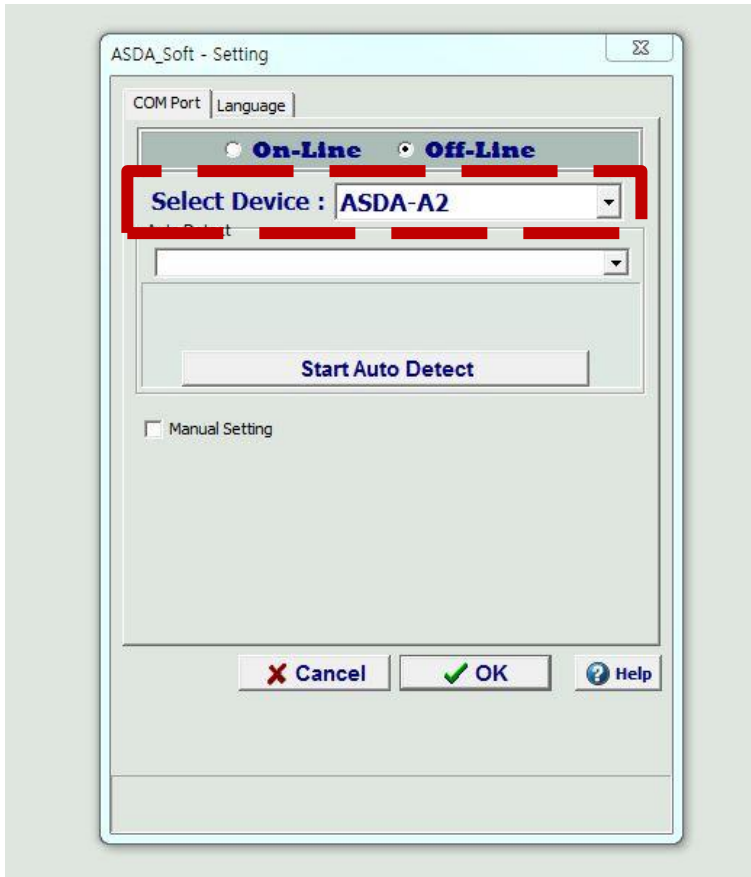 ASDA_Soft - Setting
COM Port Language
On-Line Off-Line
Select Device : ASDA-A2
Start Auto Detect
Manual Setting
Cancel OK Help